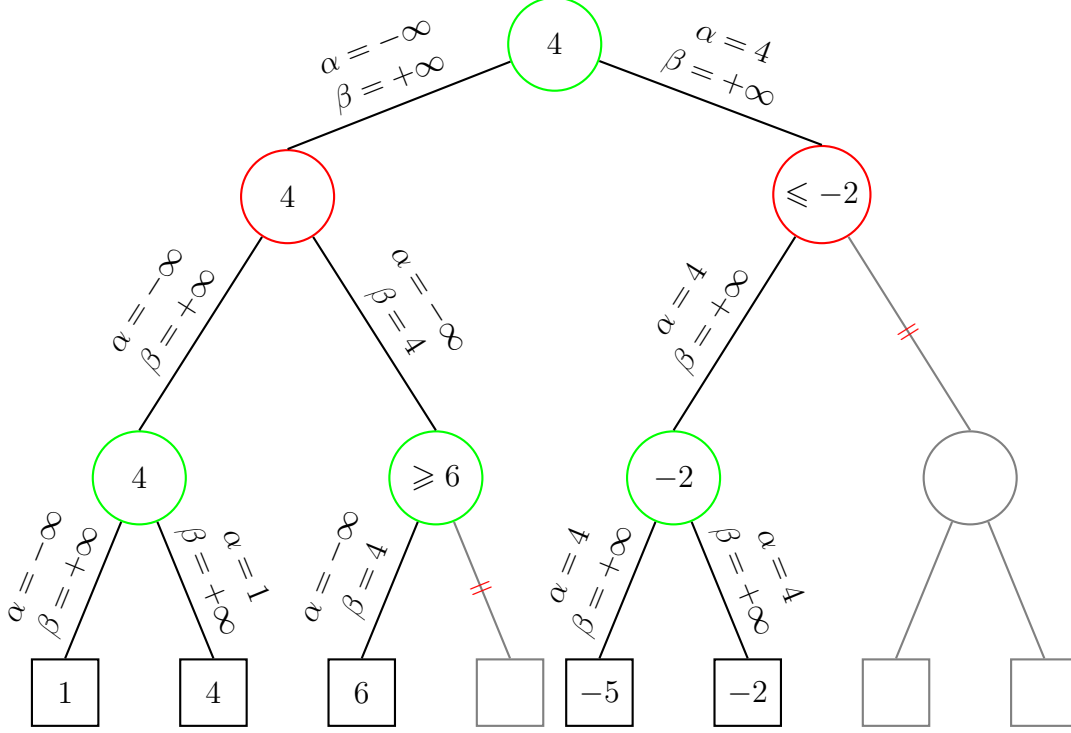 4
α = −∞
β = +∞
α = 4
β = +∞
4
⩽ −2
α = −∞
β = +∞
α = −∞
β = 4
α = 4
β = +∞
4
⩾ 6
−2
α = −∞
β = +∞
α = 1
β = +∞
α = −∞
β = 4
α = 4
β = +∞
α = 4
β = +∞
1
4
6
−5
−2